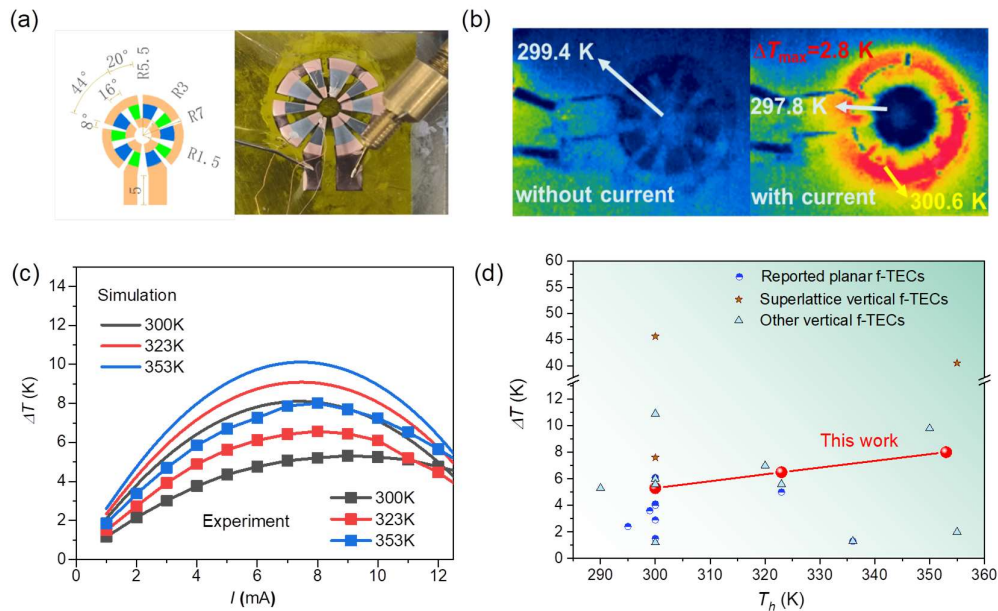 (a)
R5.5
20°
44°
16°
R3
8°
R7
R1.5
5
(b)
299.4 K
without current
ΔTmax=2.8 K
297.8 K
with current
300.6 K
(c)
Simulation
300K
323K
353K
Experiment
300K
323K
353K
15
14
12
10
8
6
4
2
0
ΔT (K)
2 4 6 8 10 12
I (mA)
(d)
Reported planar f-TECs
Superlattice vertical f-TECs
Other vertical f-TECs
This work
60
55
50
45
40
12
10
8
6
4
2
0
ΔT (K)
290 300 310 320 330 340 350 360
Th (K)